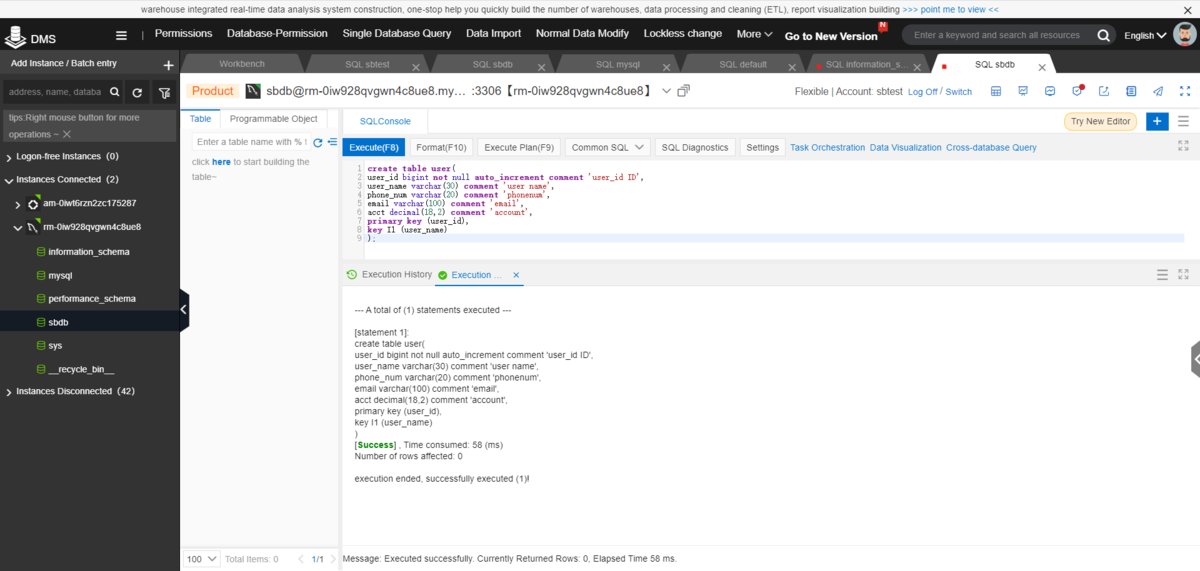 warehouse integrated real-time data analysis system construction, one-stop help you quickly build the number of warehouses, data processing and cleaning (ETL), report visualization building >>> point me to view <<
DMS
Permissions Database-Permission Single Database Query Data Import Normal Data Modify Lockless change More Go to New Version N Enter a keyword and search all resources English
Add Instance / Batch entry +
Workbench SQL sbtest SQL sbdb SQL mysql SQL default SQL information_s... SQL sbdb
address, name, databa
Product sbdb@rm-0iw928qvgwn4c8ue8.my... :3306【rm-0iw928qvgwn4c8ue8】 Flexible | Account: sbtest Log Off / Switch
tips:Right mouse button for more
operations ~
Logon-free Instances (0)
Instances Connected (2)
am-0iwt6rzn2zc175287
rm-0iw928qvgwn4c8ue8
information_schema
mysql
performance_schema
sbdb
sys
__recycle_bin__
Instances Disconnected (42)
Table Programmable Object
Enter a table name with % !
click here to start building the
table~
100 Total Items: 0 1/1
SQLConsole Try New Editor +
Execute(F8) Format(F10) Execute Plan(F9) Common SQL SQL Diagnostics Settings Task Orchestration Data Visualization Cross-database Query
1 create table user(
2 user_id bigint not null auto_increment comment 'user_id ID',
3 user_name varchar(30) comment 'user name',
4 phone_num varchar(20) comment 'phonenum',
5 email varchar(100) comment 'email',
6 acct decimal(18,2) comment 'account',
7 primary key (user_id),
8 key I1 (user_name)
9 );
Execution History Execution ...
--- A total of (1) statements executed ---
[statement 1]:
create table user(
user_id bigint not null auto_increment comment 'user_id ID',
user_name varchar(30) comment 'user name',
phone_num varchar(20) comment 'phonenum',
email varchar(100) comment 'email',
acct decimal(18,2) comment 'account',
primary key (user_id),
key I1 (user_name)
)
[Success] , Time consumed: 58 (ms)
Number of rows affected: 0
execution ended, successfully executed (1)!
Message: Executed successfully. Currently Returned Rows: 0, Elapsed Time 58 ms.